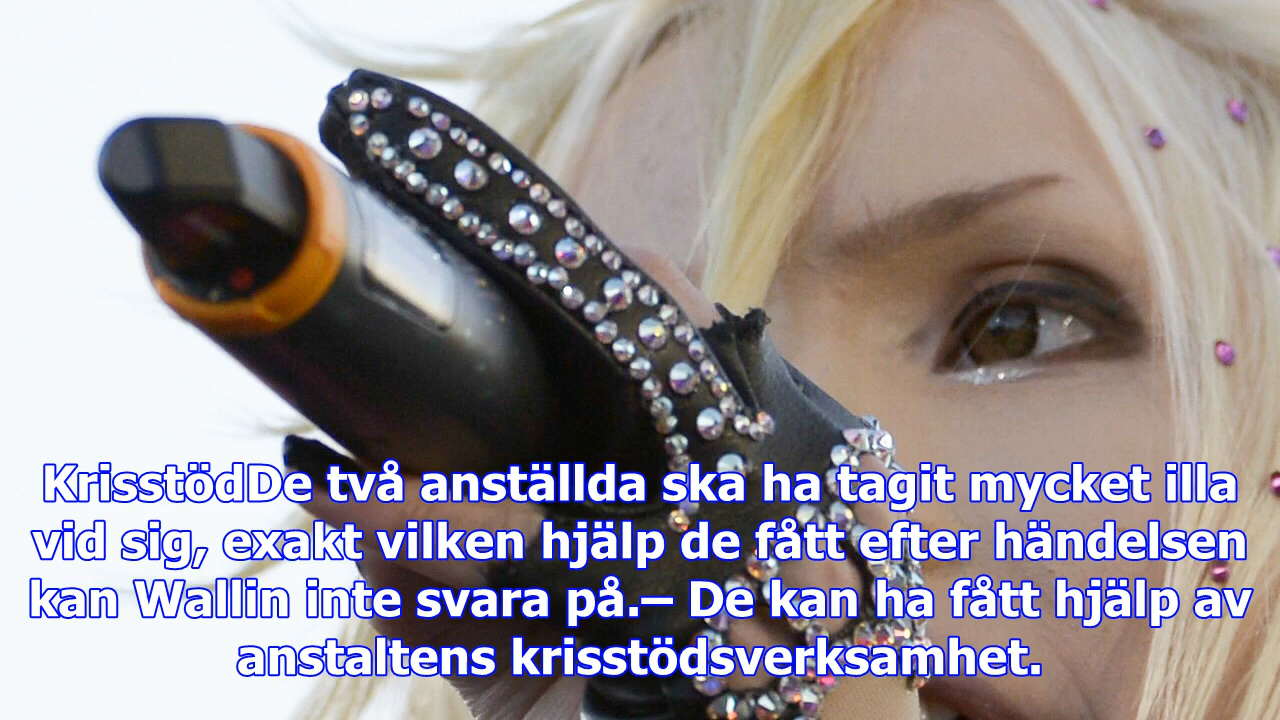 KrisstödDe två anställda ska ha tagit mycket illa
vid sig, exakt vilken hjälp de fått efter händelsen
kan Wallin inte svara på.– De kan ha fått hjälp av
anstaltens krisstödsverksamhet.